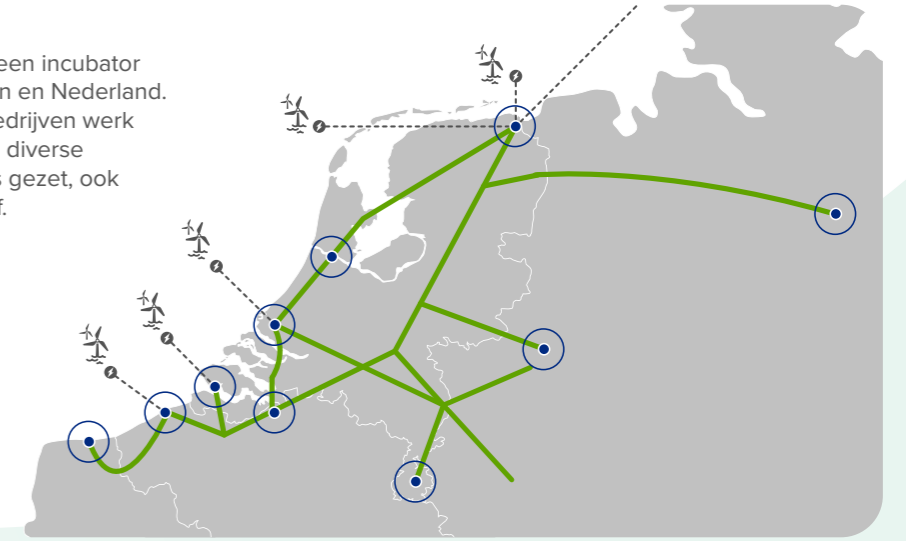 een incubator
n en Nederland.
edrijven werk
diverse
s gezet, ook
f.